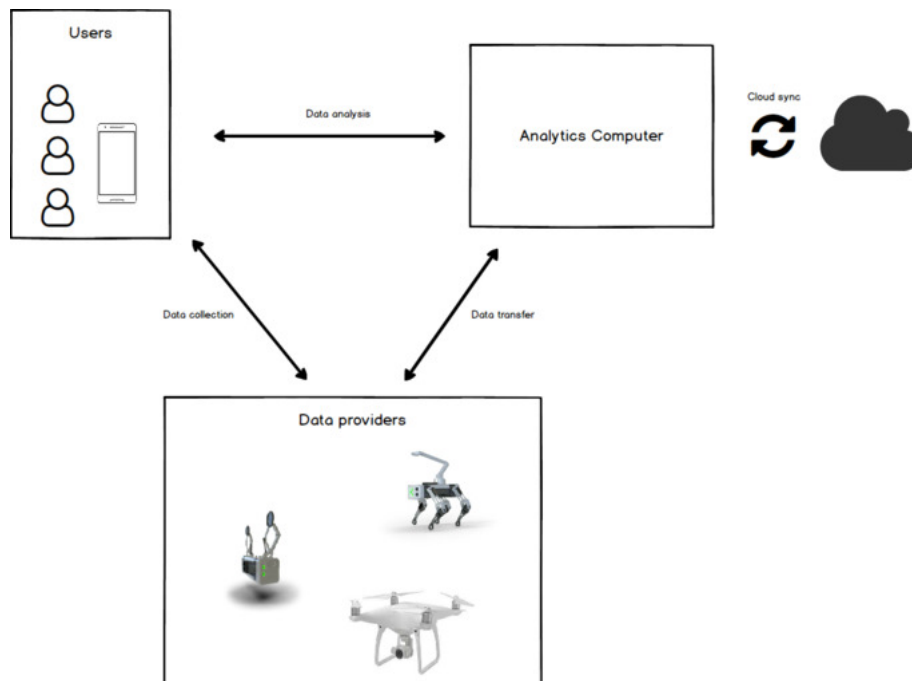 Users
Cloud sync
Data analysis
Analytics Computer
Data collection
Data transfer
Data providers